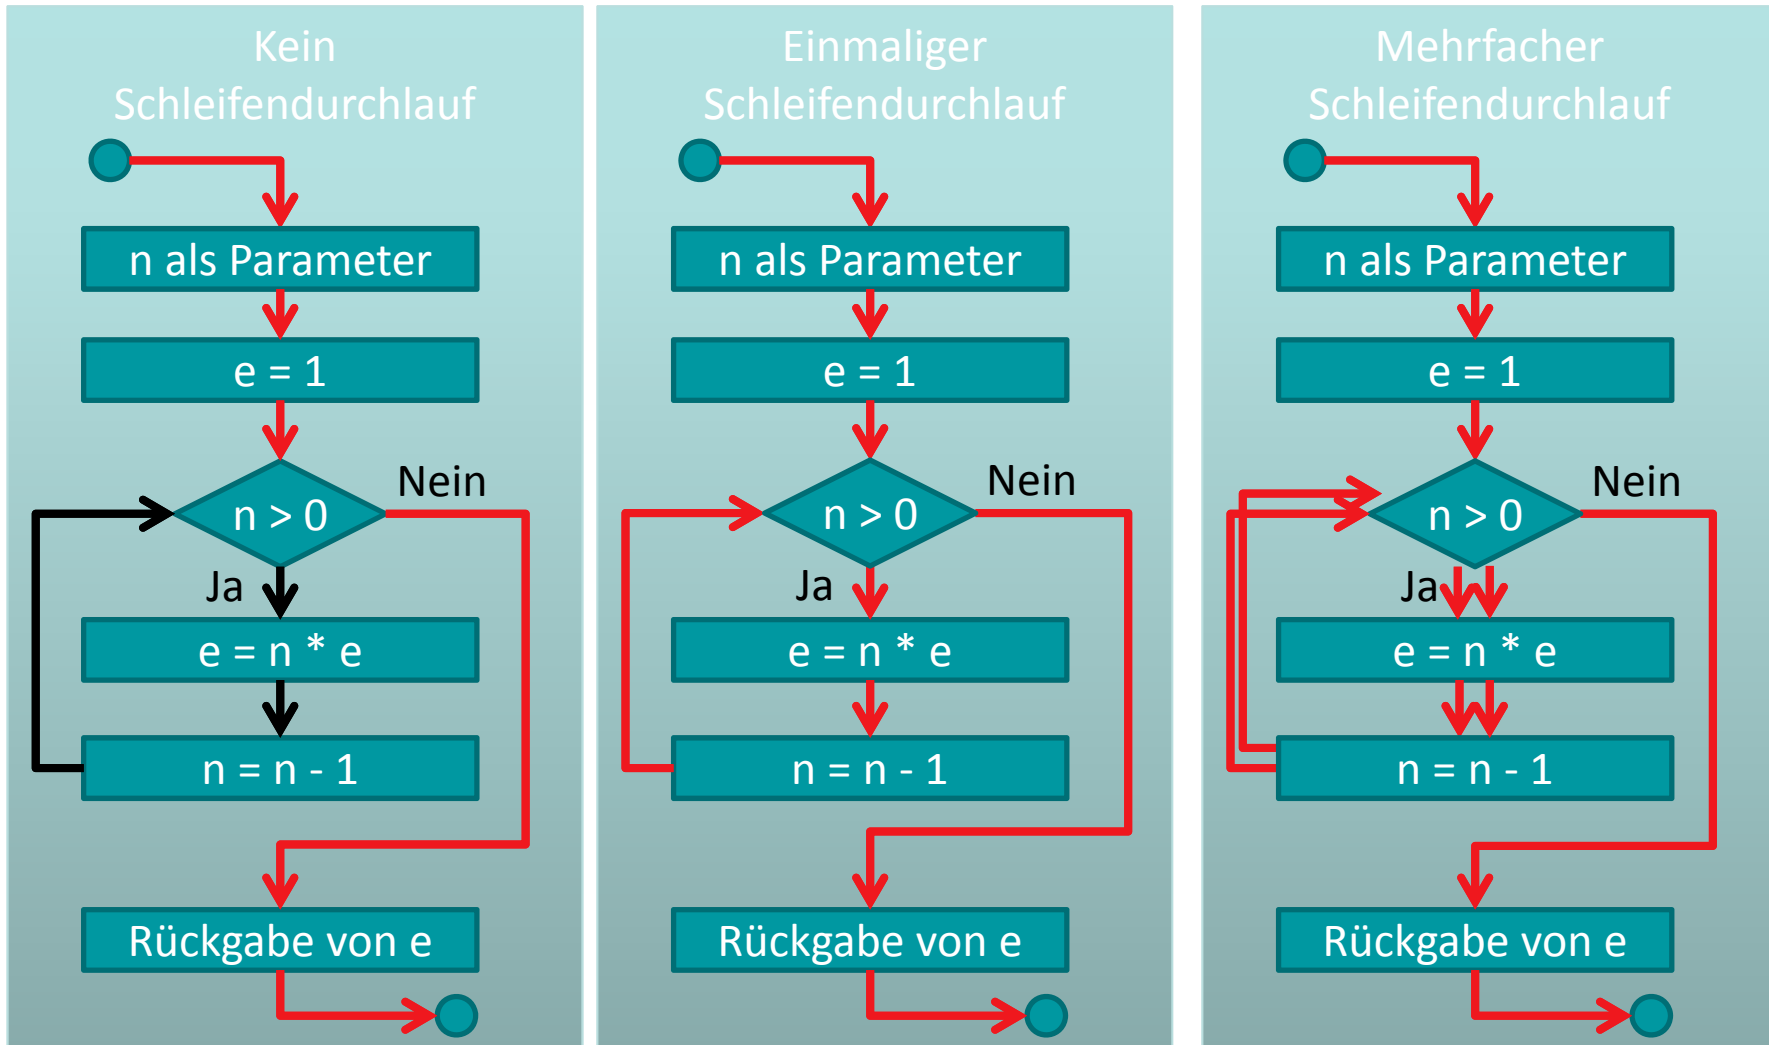 Kein
Schleifendurchlauf
n als Parameter
e = 1
n > 0
Nein
Ja
e = n * e
n = n - 1
Rückgabe von e
Einmaliger
Schleifendurchlauf
n als Parameter
e = 1
n > 0
Nein
Ja
e = n * e
n = n - 1
Rückgabe von e
Mehrfacher
Schleifendurchlauf
n als Parameter
e = 1
n > 0
Nein
Ja
e = n * e
n = n - 1
Rückgabe von e